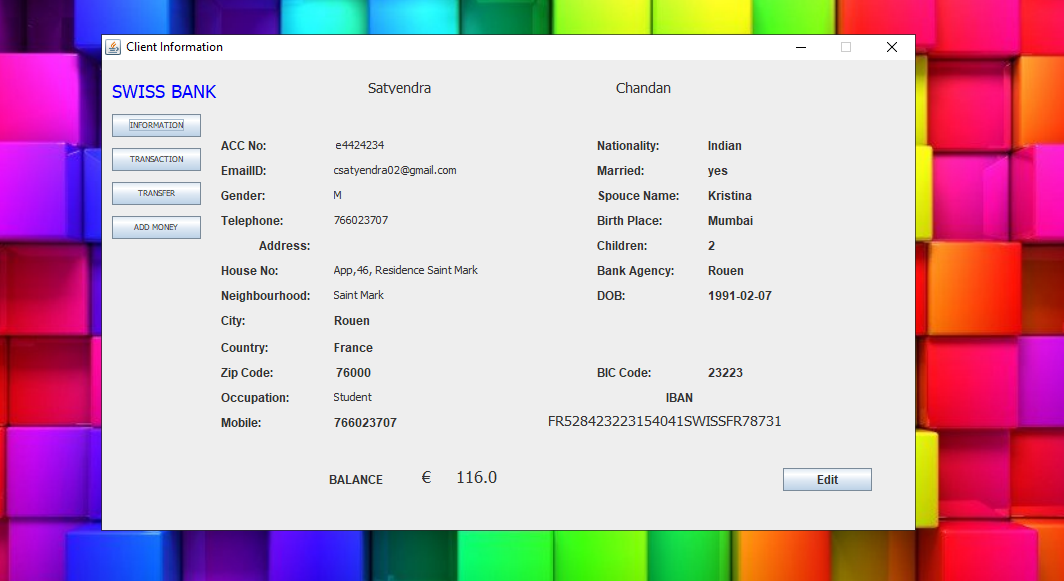 Client Information
SWISS BANK
Satyendra Chandan
INFORMATION
TRANSACTION
TRANSFER
ADD MONEY
ACC No: e4424234
EmailID: csatyendra02@gmail.com
Gender: M
Telephone: 766023707
Address:
House No: App,46, Residence Saint Mark
Neighbourhood: Saint Mark
City: Rouen
Country: France
Zip Code: 76000
Occupation: Student
Mobile: 766023707
Nationality: Indian
Married: yes
Spouce Name: Kristina
Birth Place: Mumbai
Children: 2
Bank Agency: Rouen
DOB: 1991-02-07
BIC Code: 23223
IBAN
FR528423223154041SWISSFR78731
BALANCE € 116.0
Edit